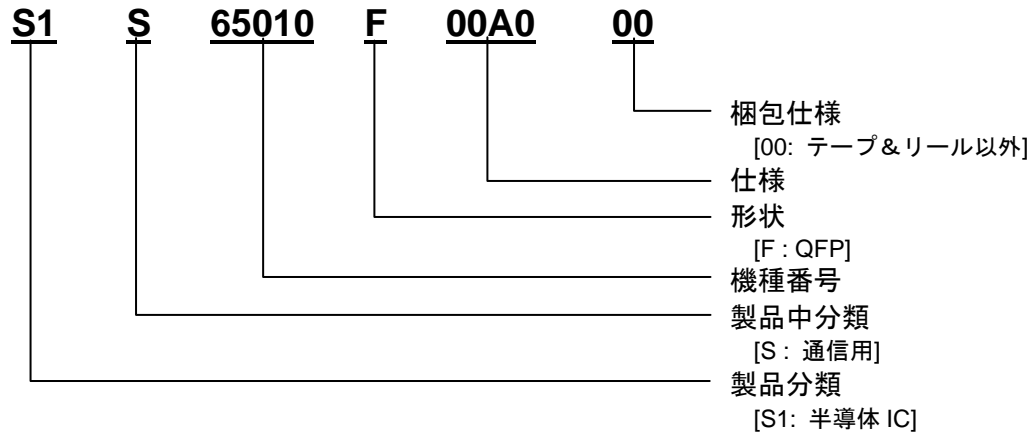 S1 S 65010 F 00A0 00
梱包仕様
[00: テープ＆リール以外]
仕様
形状
[F : QFP]
機種番号
製品中分類
[S : 通信用]
製品分類
[S1: 半導体 IC]